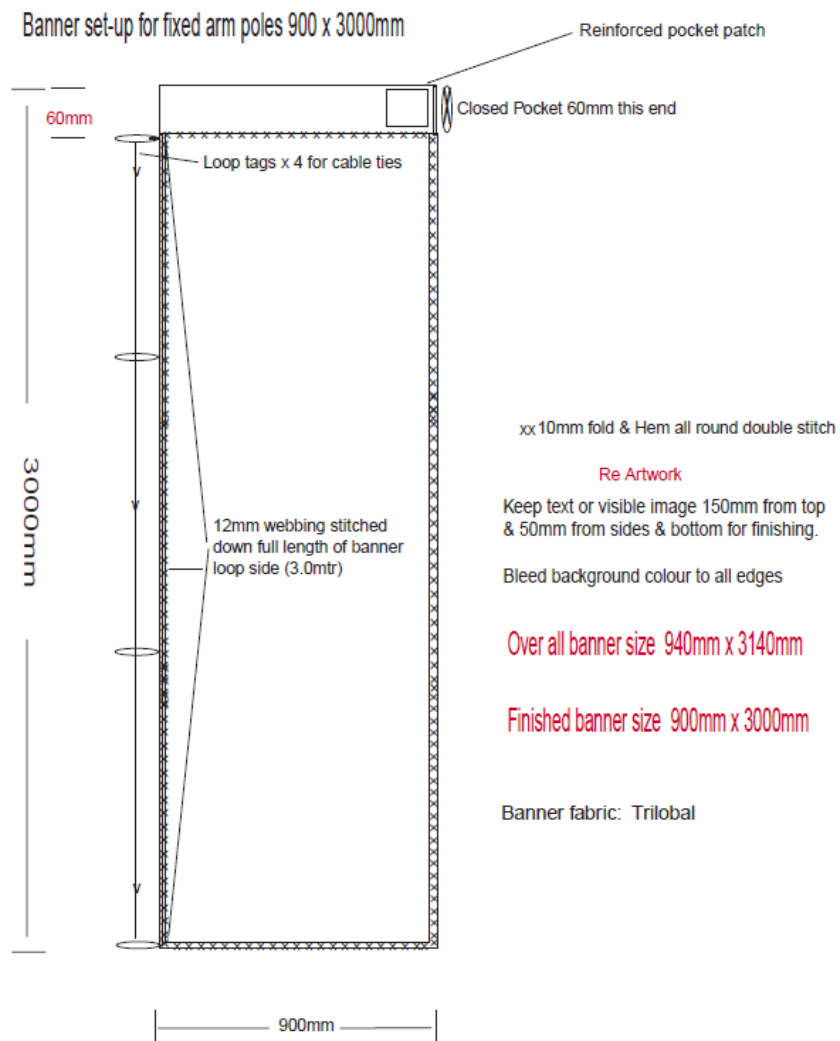 Banner set-up for fixed arm poles 900 x 3000mm
Reinforced pocket patch
60mm
Closed Pocket 60mm this end
Loop tags x 4 for cable ties
3000mm
xx 10mm fold & Hem all round double stitch
Re Artwork
Keep text or visible image 150mm from top
& 50mm from sides & bottom for finishing.
12mm webbing stitched
down full length of banner
loop side (3.0mtr)
Bleed background colour to all edges
Over all banner size 940mm x 3140mm
Finished banner size 900mm x 3000mm
Banner fabric: Trilobal
900mm